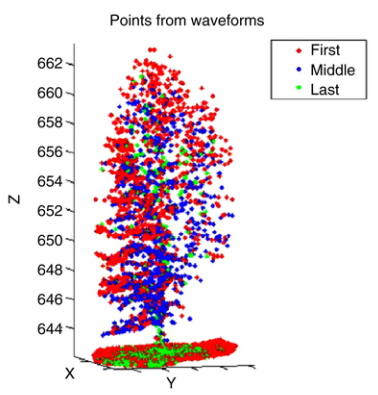 Points from waveforms
First
Middle
Last
662
660
658
656
654
652
650
648
646
644
Z
X
Y